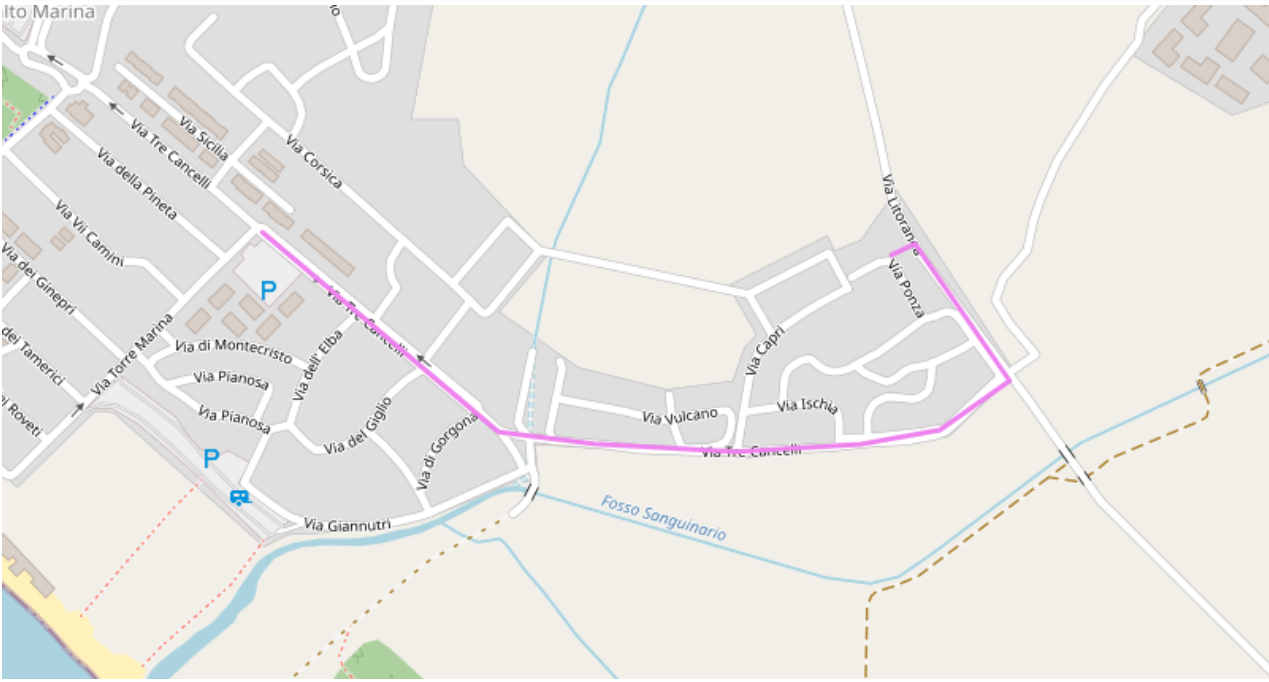 lto Marina
Via Sicilia
Via Tre Cancelli
Via Corsica
Via della Pineta
Via Litoranea
Via Vii Camini
Via dei Ginepri
Via Ponza
P
Via Tre Cancelli
Via Torre Marina
Via dell' Elba
Via di Montecristo
Via Capri
dei Tamerici
Via Pianosa
Via Pianosa
Via del Giglio
Via di Gorgona
Via Vulcano
Via Ischia
ei Roveti
Via Tre Cancelli
P
Fosso Sanguinario
Via Giannutri